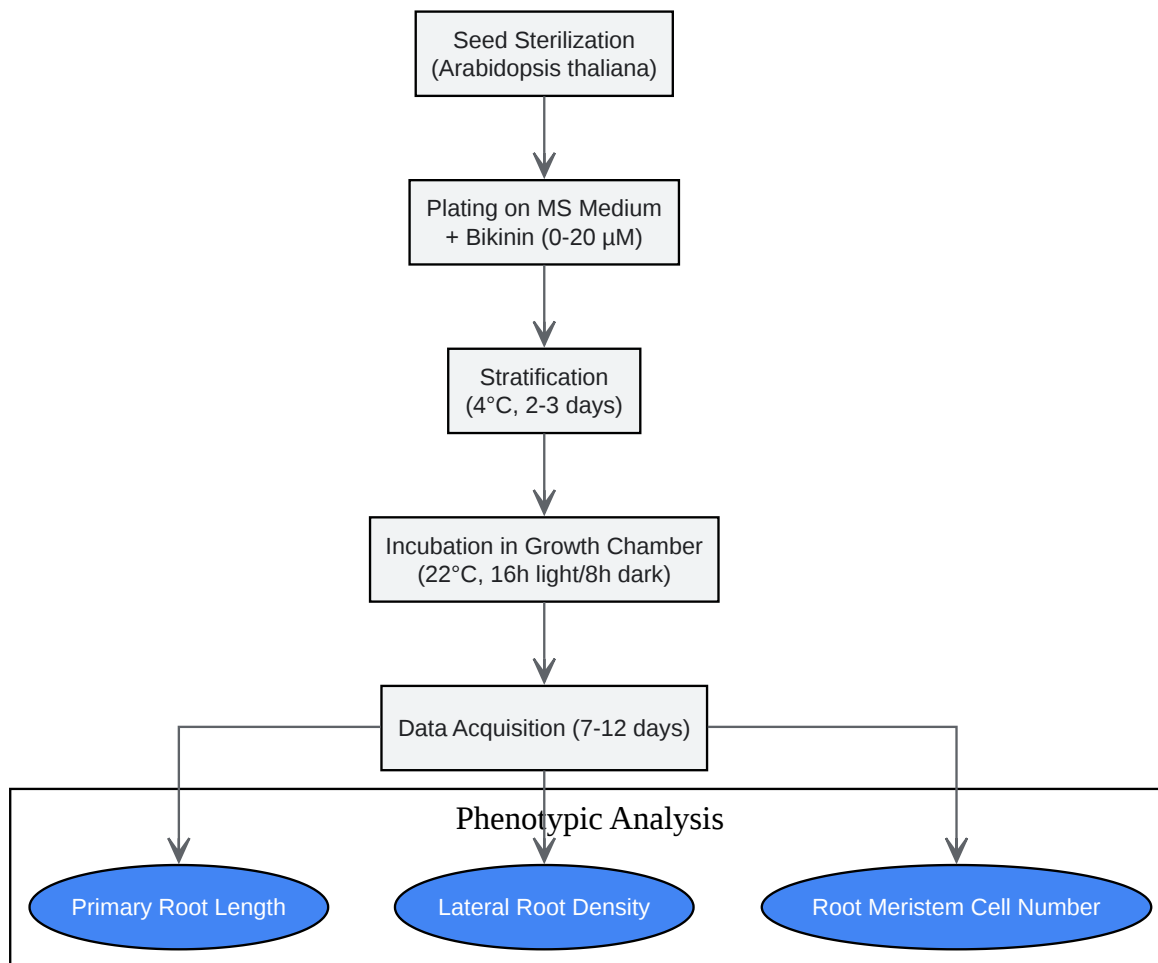 Seed Sterilization
(Arabidopsis thaliana)
Plating on MS Medium
+ Bikinin (0-20 µM)
Stratification
(4°C, 2-3 days)
Incubation in Growth Chamber
(22°C, 16h light/8h dark)
Data Acquisition (7-12 days)
Phenotypic Analysis
Primary Root Length
Lateral Root Density
Root Meristem Cell Number